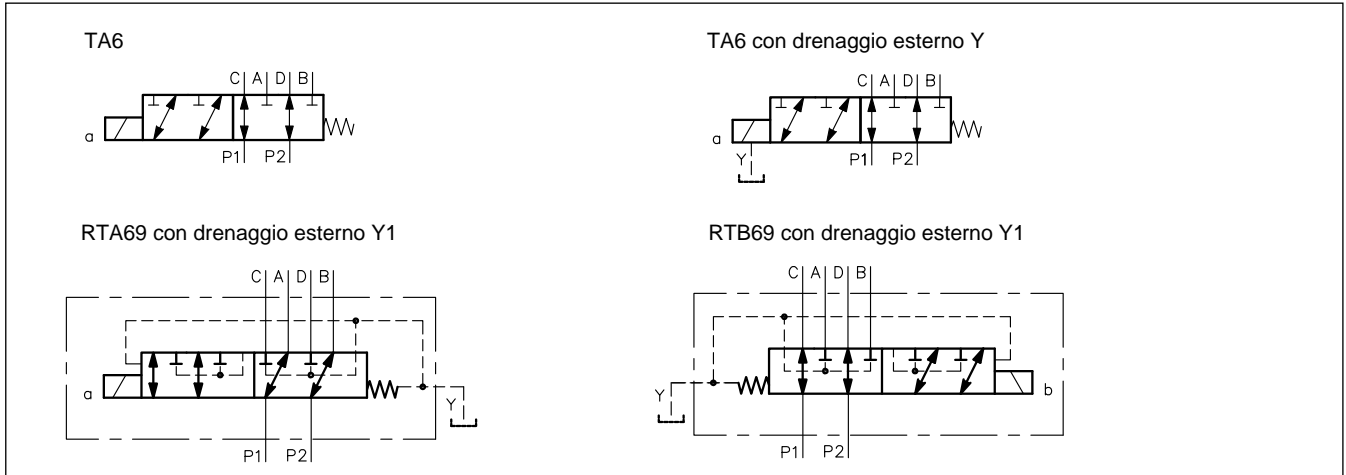 TA6
C A D B
a
P1 P2
TA6 con drenaggio esterno Y
C A D B
a
Y
P1 P2
RTA69 con drenaggio esterno Y1
C A D B
a
Y
P1 P2
RTB69 con drenaggio esterno Y1
C A D B
Y
b
P1 P2